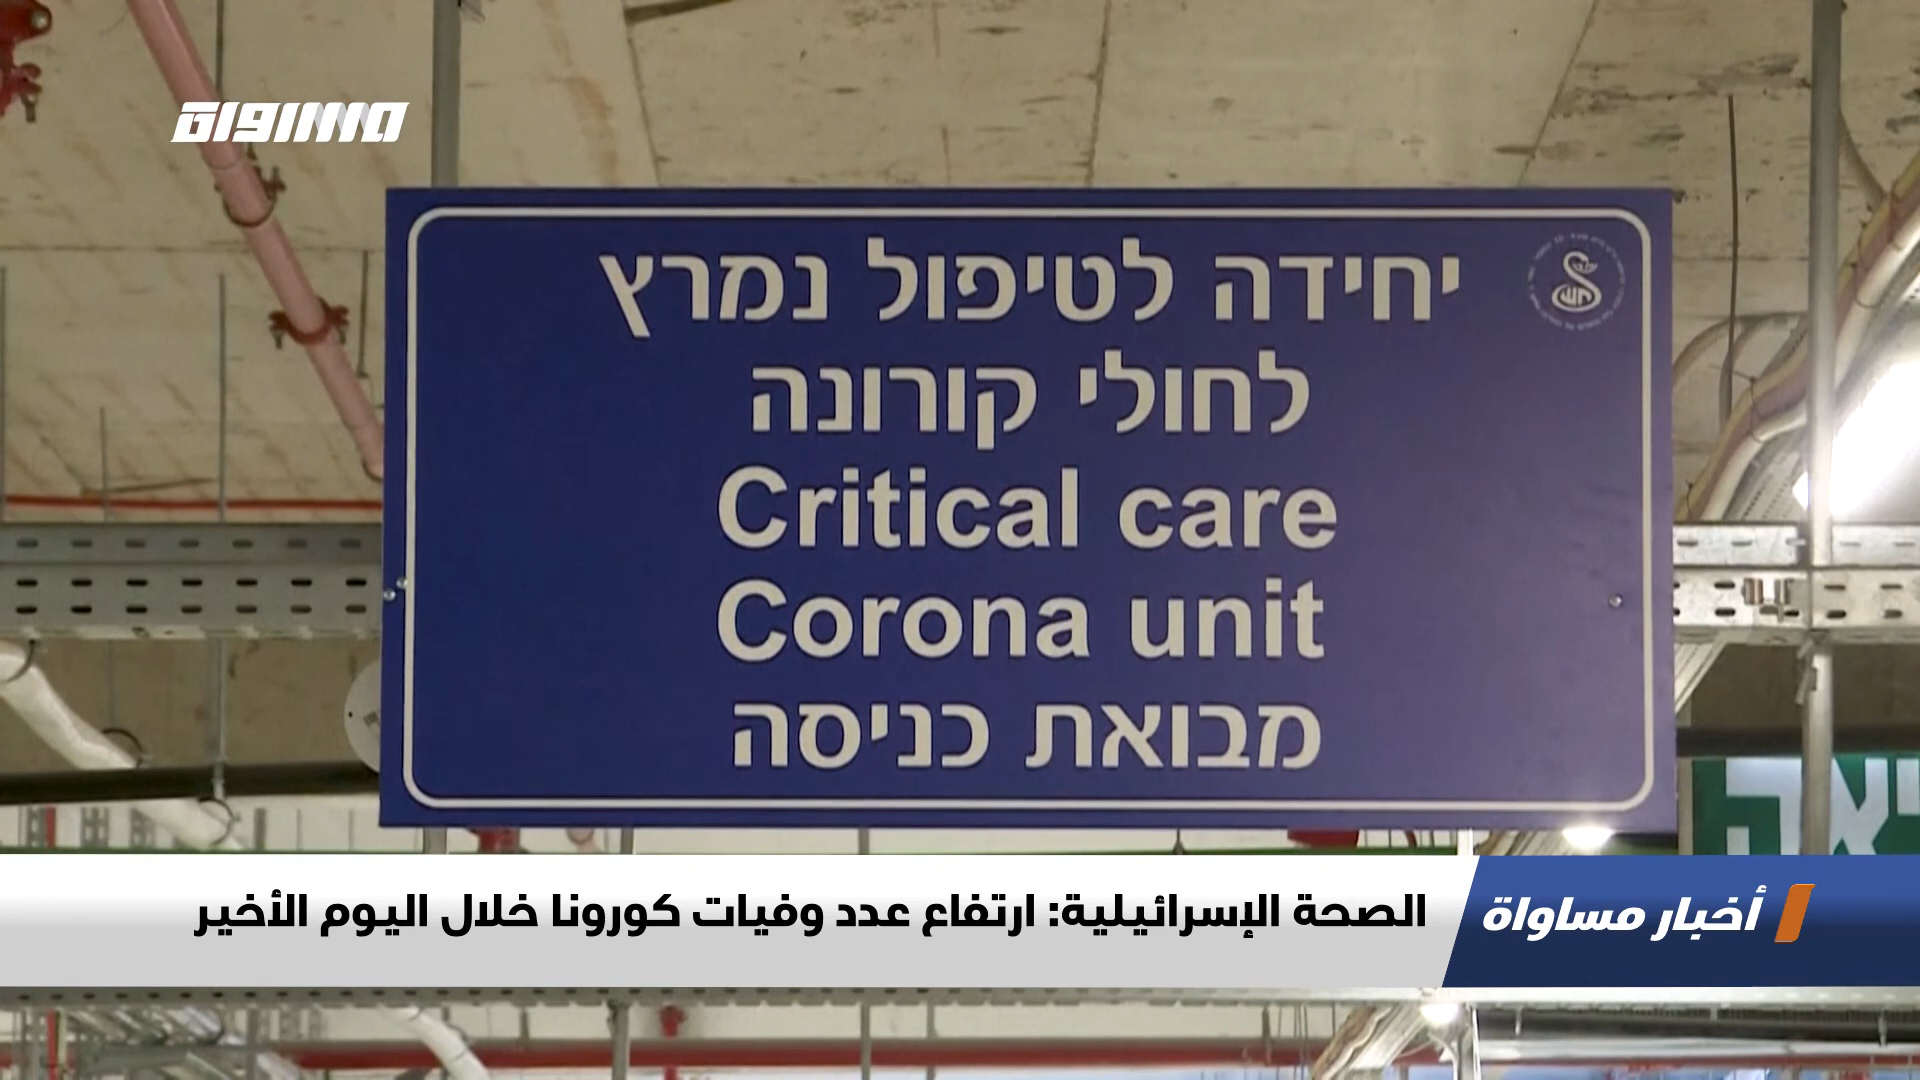 مساواة
יחידה לטיפול נמרץ
לחולי קורונה
Critical care
Corona unit
מבואת כניסה
יאה
أخبار مساواة
الصحة الإسرائيلية: ارتفاع عدد وفيات كورونا خلال اليوم الأخير